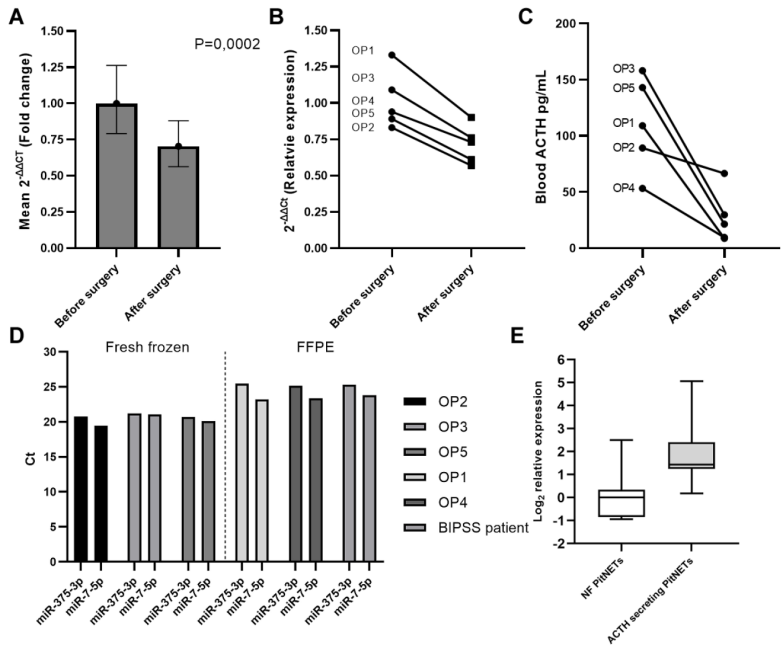 A
P=0,0002
Mean 2^-ΔΔCT (Fold change)
1.50
1.25
1.00
0.75
0.50
0.25
0.00
Before surgery
After surgery
B
2^-ΔΔCt (Relatvie expression)
1.50
1.25
1.00
0.75
0.50
0.25
0.00
OP1
OP3
OP4
OP5
OP2
Before surgery
After surgery
C
Blood ACTH pg/mL
200
150
100
50
0
OP3
OP5
OP1
OP2
OP4
Before surgery
After surgery
D
Fresh frozen
FFPE
Ct
30
25
20
15
10
5
0
miR-375-3p
miR-7-5p
miR-375-3p
miR-7-5p
miR-375-3p
miR-7-5p
miR-375-3p
miR-7-5p
miR-375-3p
miR-7-5p
miR-375-3p
miR-7-5p
OP2
OP3
OP5
OP1
OP4
BIPSS patient
E
Log2 relative expression
6
5
4
3
2
1
0
-1
-2
NF PitNETs
ACTH secreting PitNETs